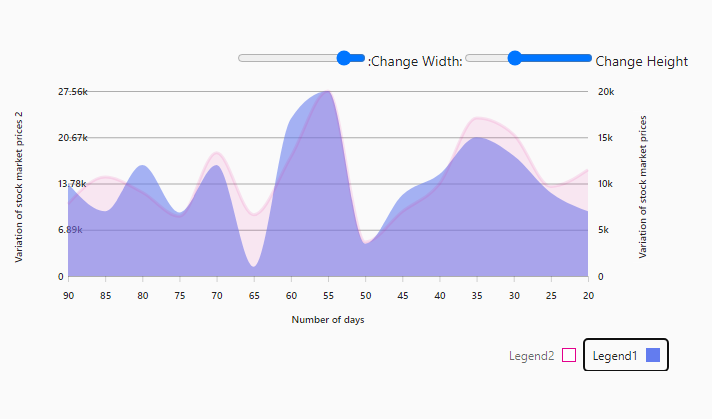 :Change Width:
Change Height
Variation of stock market prices 2
27.56k
20.67k
13.78k
6.89k
0
20k
15k
10k
5k
0
Variation of stock market prices
90 85 80 75 70 65 60 55 50 45 40 35 30 25 20
Number of days
Legend2 Legend1